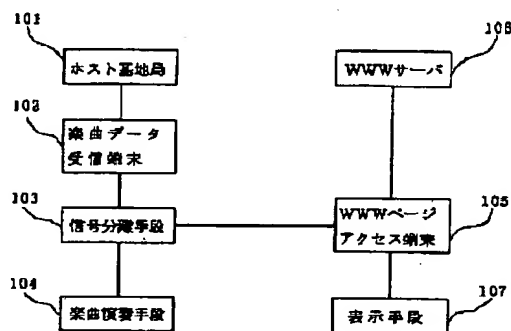 101
ホスト基地局
102
楽曲データ
受信端末
103
信号分離手段
104
楽曲演奏手段
106
WWWサーバ
WWWページ
アクセス端末
105
表示手段
107